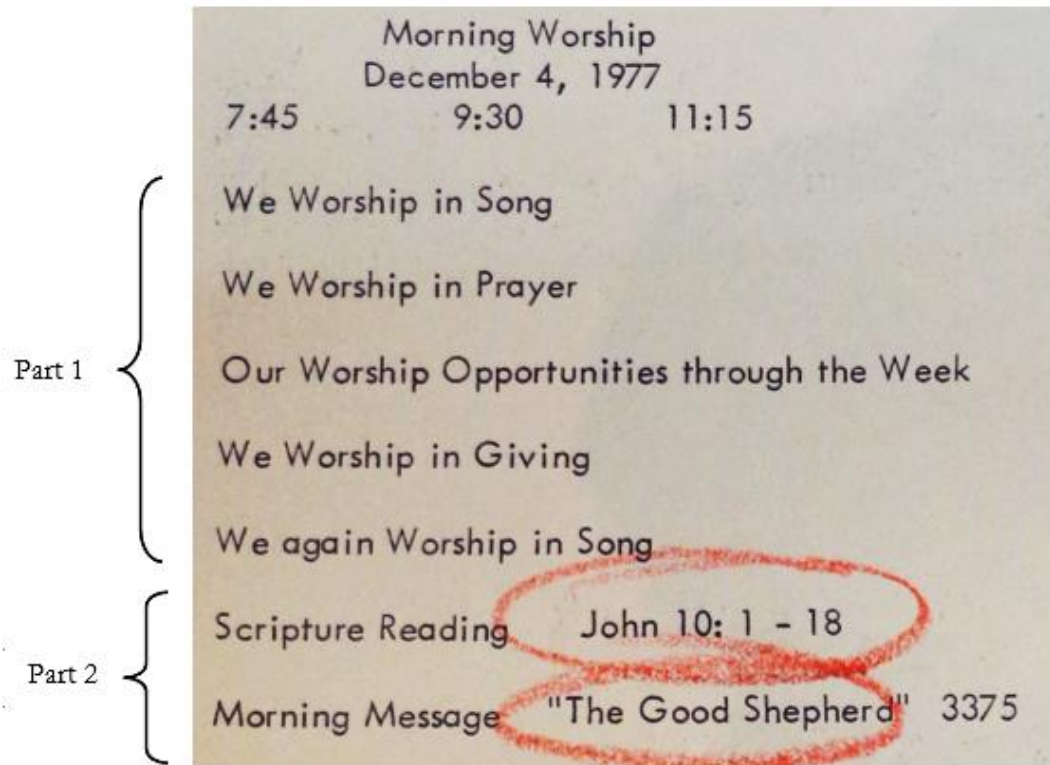 Morning Worship
December 4, 1977
7:45 9:30 11:15
We Worship in Song
We Worship in Prayer
Our Worship Opportunities through the Week
We Worship in Giving
We again Worship in Song
Scripture Reading John 10: 1 - 18
Morning Message "The Good Shepherd" 3375
Part 1
Part 2